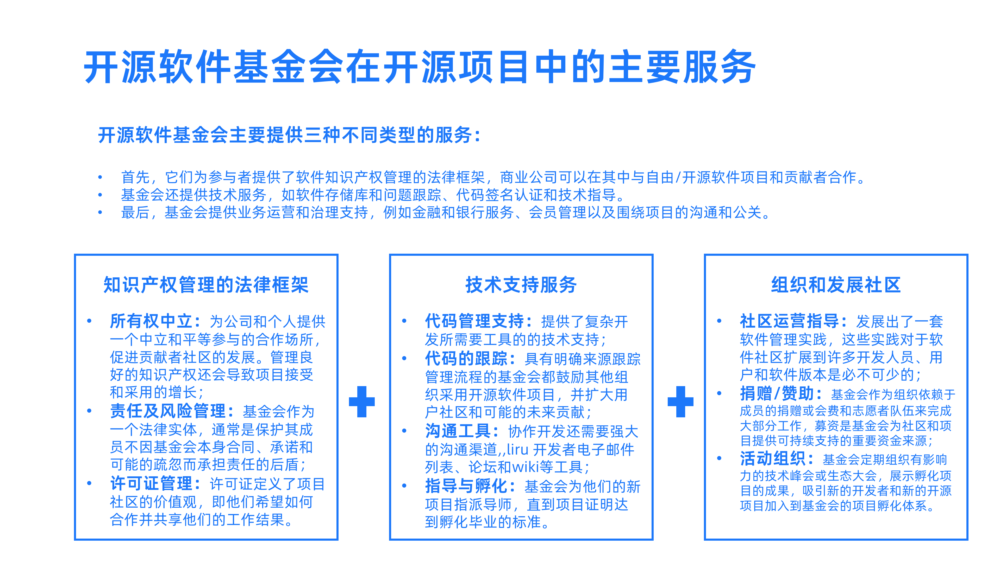 开源软件基金会在开源项目中的主要服务
开源软件基金会主要提供三种不同类型的服务：
• 首先，它们为参与者提供了软件知识产权管理的法律框架，商业公司可以在其中与自由/开源软件项目和贡献者合作。
• 基金会还提供技术服务，如软件存储库和问题跟踪、代码签名认证和技术指导。
• 最后，基金会提供业务运营和治理支持，例如金融和银行服务、会员管理以及围绕项目的沟通和公关。
知识产权管理的法律框架
• 所有权中立：为公司和个人提供
一个中立和平等参与的合作场所，
促进贡献者社区的发展。管理良
好的知识产权还会导致项目接受
和采用的增长；
• 责任及风险管理：基金会作为
一个法律实体，通常是保护其成
员不因基金会本身合同、承诺和
可能的疏忽而承担责任的后盾；
• 许可证管理：许可证定义了项目
社区的价值观，即他们希望如何
合作并共享他们的工作结果。
技术支持服务
• 代码管理支持：提供了复杂开
发所需要工具的的技术支持；
• 代码的跟踪：具有明确来源跟踪
管理流程的基金会都鼓励其他组
织采用开源软件项目，并扩大用
户社区和可能的未来贡献；
• 沟通工具：协作开发还需要强大
的沟通渠道,,liru 开发者电子邮件
列表、论坛和wiki等工具；
• 指导与孵化：基金会为他们的新
项目指派导师，直到项目证明达
到孵化毕业的标准。
组织和发展社区
• 社区运营指导：发展出了一套
软件管理实践，这些实践对于软
件社区扩展到许多开发人员、用
户和软件版本是必不可少的；
• 捐赠/赞助：基金会作为组织依赖于
成员的捐赠或会费和志愿者队伍来完成
大部分工作，募资是基金会为社区和项
目提供可持续支持的重要资金来源；
• 活动组织：基金会定期组织有影响
力的技术峰会或生态大会，展示孵化项
目的成果，吸引新的开发者和新的开源
项目加入到基金会的项目孵化体系。